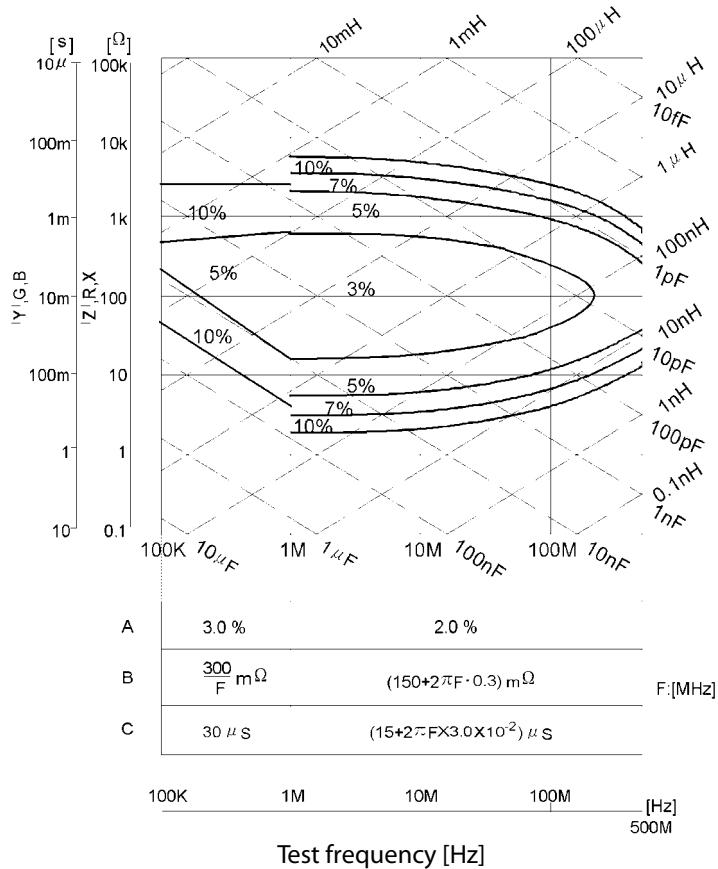 10mH 1mH 100μH
[s] [Ω]
10μ 100k
10μH
10fF
100m 10k
1μH
10%
7%
10% 5%
1m 1k
100nH
1pF
5% 3%
10m 100
|Y|,G,B
|Z|,R,X
10nH
10%
10pF
100m 10
5%
7%
1nH
10%
100pF
1 1
0.1nH
1nF
10 0.1
100K 10μF 1M 1μF 10M 100nF 100M 10nF
A 3.0 % 2.0 %
B 300/F mΩ (150+2πF·0.3) mΩ F:[MHz]
C 30 μS (15+2πFX3.0X10⁻²) μS
100K 1M 10M 100M [Hz]
500M
Test frequency [Hz]